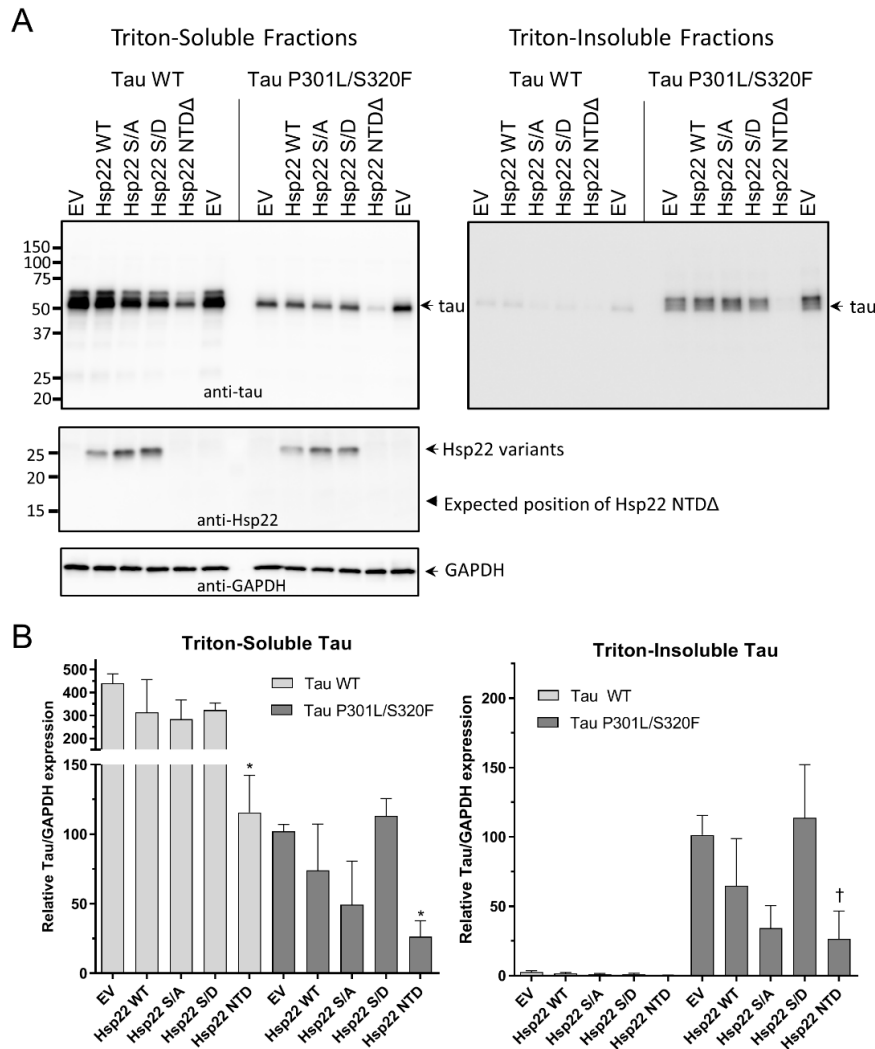 A
Triton-Soluble Fractions
Triton-Insoluble Fractions
Tau WT
Tau P301L/S320F
Tau WT
Tau P301L/S320F
EV
Hsp22 WT
Hsp22 S/A
Hsp22 S/D
Hsp22 NTDΔ
EV
EV
Hsp22 WT
Hsp22 S/A
Hsp22 S/D
Hsp22 NTDΔ
EV
EV
Hsp22 WT
Hsp22 S/A
Hsp22 S/D
Hsp22 NTDΔ
EV
EV
Hsp22 WT
Hsp22 S/A
Hsp22 S/D
Hsp22 NTDΔ
EV
150
100
75
50
37
25
20
tau
tau
anti-tau
25
20
15
Hsp22 variants
Expected position of Hsp22 NTDΔ
anti-Hsp22
GAPDH
anti-GAPDH
B
Triton-Soluble Tau
Relative Tau/GAPDH expression
500
400
300
200
150
100
50
0
Tau WT
Tau P301L/S320F
*
*
EV
Hsp22 WT
Hsp22 S/A
Hsp22 S/D
Hsp22 NTD
EV
Hsp22 WT
Hsp22 S/A
Hsp22 S/D
Hsp22 NTD
Triton-Insoluble Tau
Relative Tau/GAPDH expression
200
150
100
50
0
Tau WT
Tau P301L/S320F
†
EV
Hsp22 WT
Hsp22 S/A
Hsp22 S/D
Hsp22 NTD
EV
Hsp22 WT
Hsp22 S/A
Hsp22 S/D
Hsp22 NTD